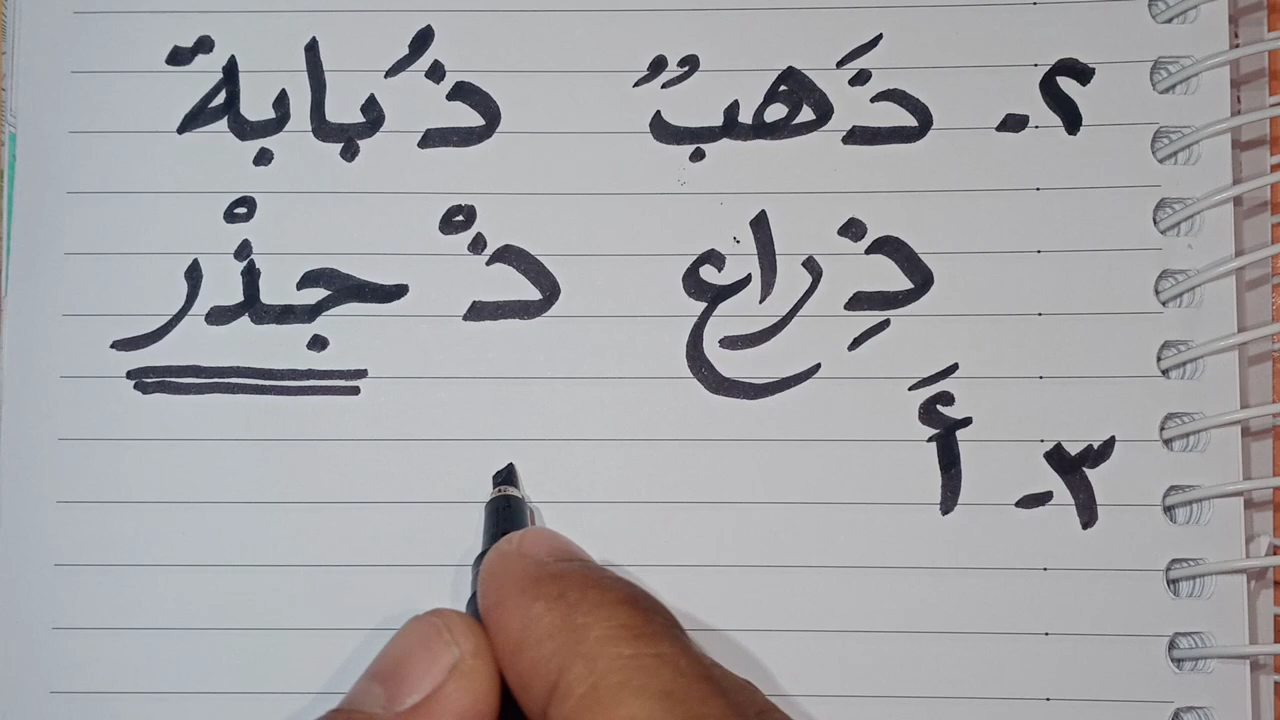 ٢. ذَهبٌ ذُبابة
ذِراع ذْ جذْر
٣. أَ